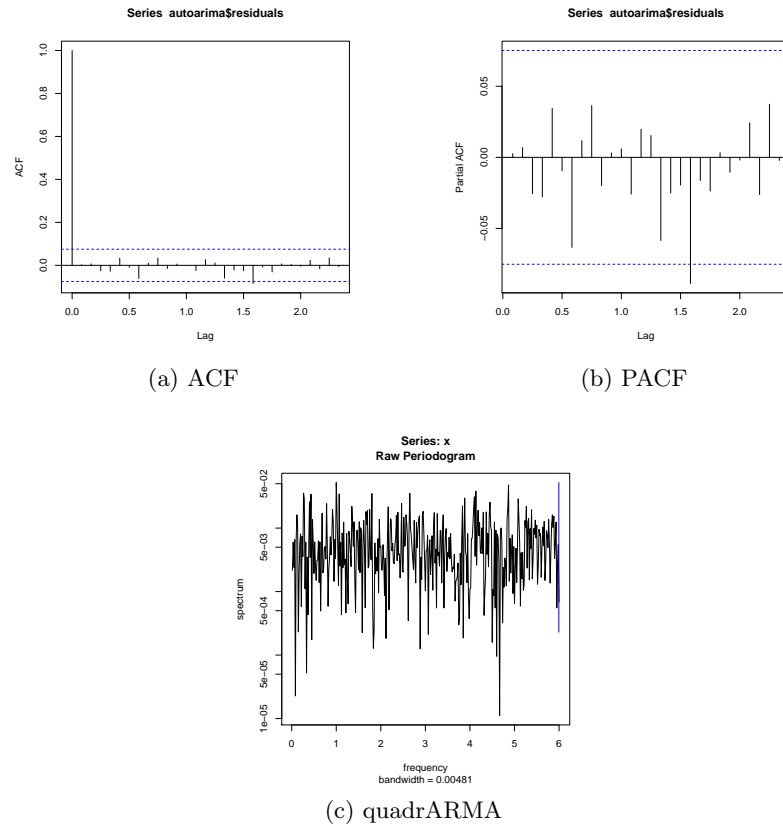 Series autoarima$residuals
ACF
1.0
0.8
0.6
0.4
0.2
0.0
0.0 0.5 1.0 1.5 2.0
Lag
(a) ACF
Series autoarima$residuals
Partial ACF
0.05
0.00
−0.05
0.0 0.5 1.0 1.5 2.0
Lag
(b) PACF
Series: x
Raw Periodogram
spectrum
5e−02
5e−03
5e−04
5e−05
1e−05
0 1 2 3 4 5 6
frequency
bandwidth = 0.00481
(c) quadrARMA